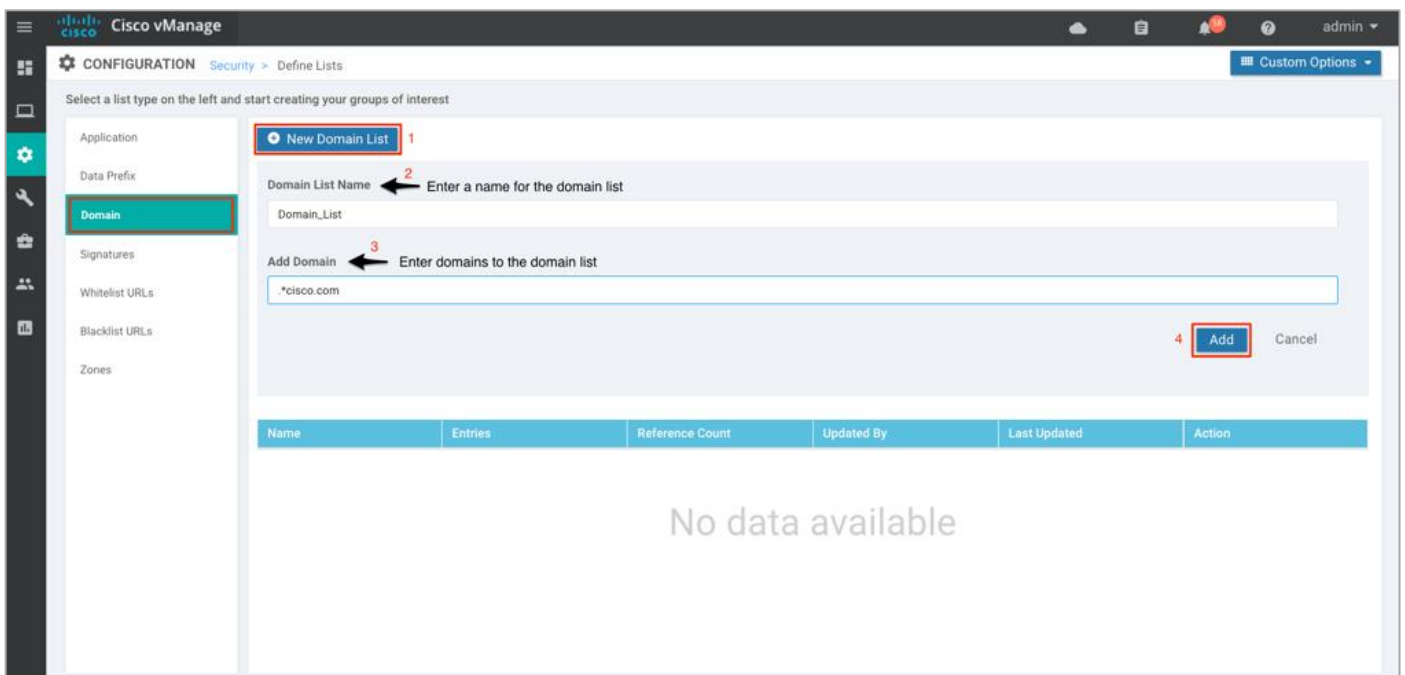 cisco Cisco vManage
58
admin
CONFIGURATION Security > Define Lists
Custom Options
Select a list type on the left and start creating your groups of interest
Application
Data Prefix
Domain
Signatures
Whitelist URLs
Blacklist URLs
Zones
New Domain List 1
Domain List Name 2 Enter a name for the domain list
Domain_List
Add Domain 3 Enter domains to the domain list
.*cisco.com
4 Add Cancel
Name Entries Reference Count Updated By Last Updated Action
No data available